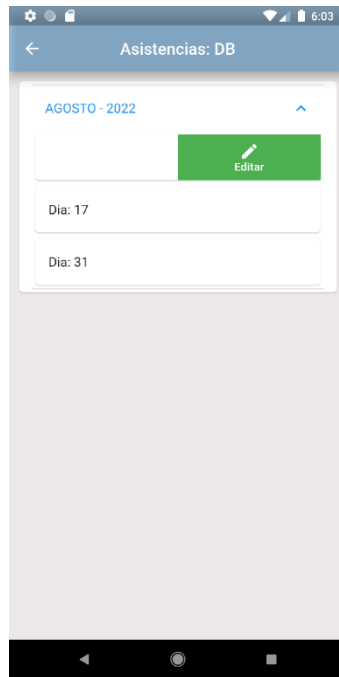 6:03
Asistencias: DB
AGOSTO - 2022
Editar
Dia: 17
Dia: 31